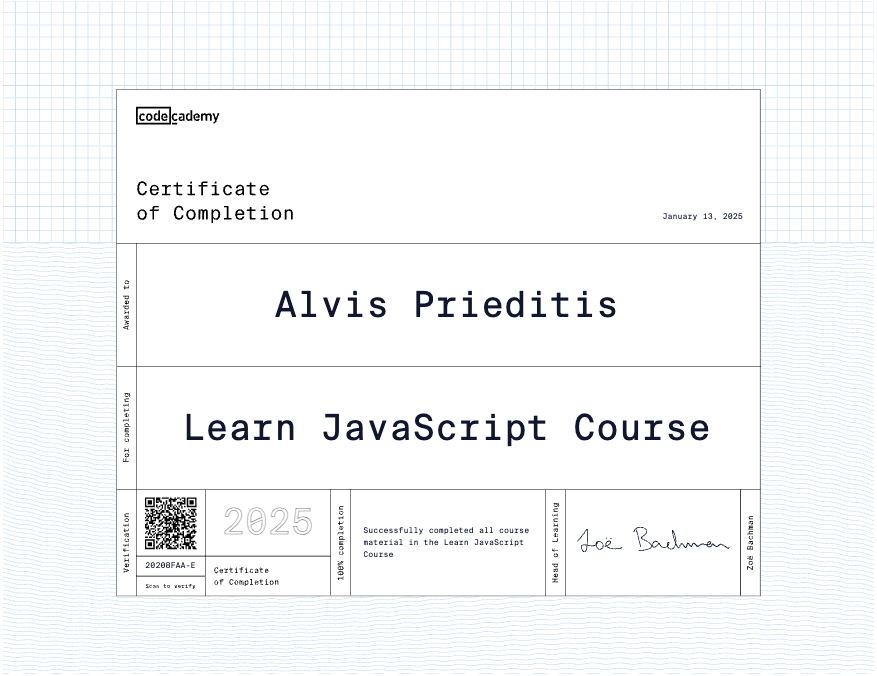 codecademy
Certificate
of Completion
January 13, 2025
Awarded to
Alvis Prieditis
For completing
Learn JavaScript Course
Verification
20208FAA-E
Scan to verify
2025
Certificate
of Completion
100% completion
Successfully completed all course
material in the Learn JavaScript
Course
Head of Learning
Zoë Bachman
Zoë Bachman